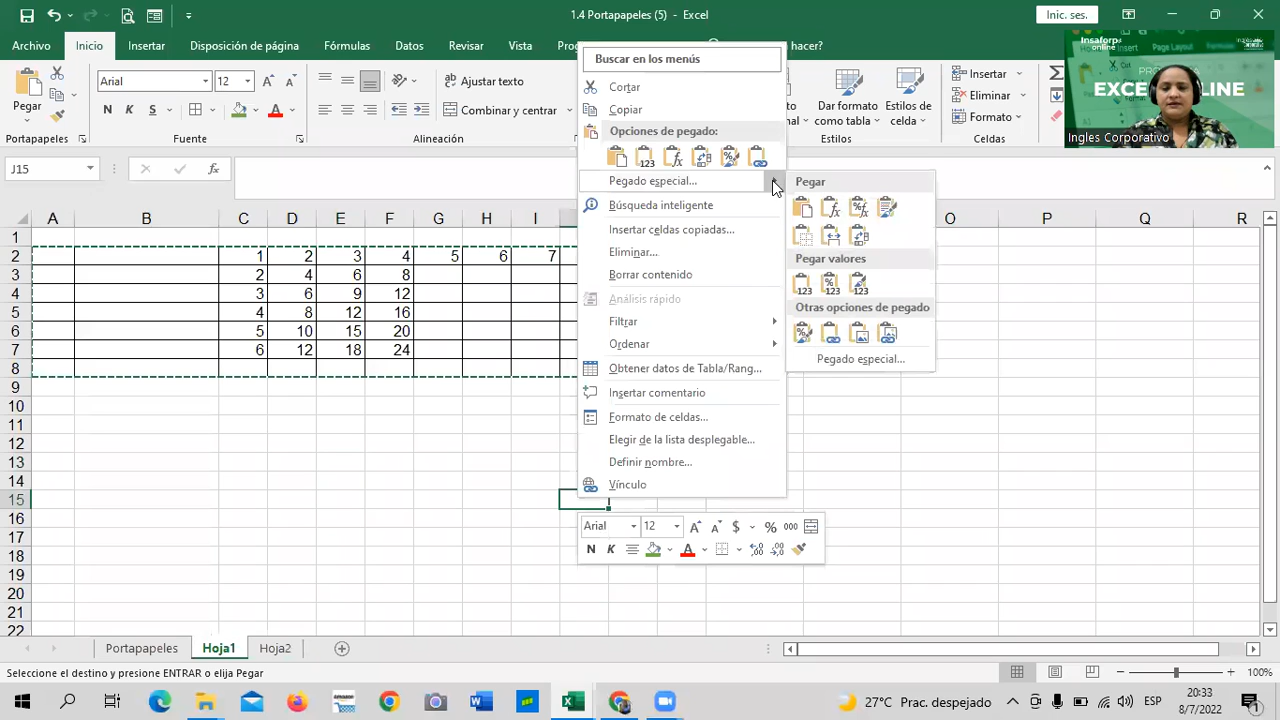 1.4 Portapapeles (5) - Excel
Inic. ses.
Archivo Inicio Insertar Disposición de página Fórmulas Datos Revisar Vista hacer?
Pegar
Arial 12
N K S
Ajustar texto
Combinar y centrar
Dar formato como tabla
Estilos de celda
Insertar
Eliminar
Formato
Portapapeles Fuente Alineación Estilos Celdas
EXCEL
LINE
Ingles Corporativo
J15
fx
A B C D E F G H I O P Q R
1
2 1 2 3 4 5 6 7
3 2 4 6 8
4 3 6 9 12
5 4 8 12 16
6 5 10 15 20
7 6 12 18 24
8
9
10
11
12
13
14
15
16
17
18
19
20
21
22
Buscar en los menús
Cortar
Copiar
Opciones de pegado:
Pegado especial...
Búsqueda inteligente
Insertar celdas copiadas...
Eliminar...
Borrar contenido
Análisis rápido
Filtrar
Ordenar
Obtener datos de Tabla/Rang...
Insertar comentario
Formato de celdas...
Elegir de la lista desplegable...
Definir nombre...
Vínculo
Pegar
Pegar valores
Otras opciones de pegado
Pegado especial...
Arial 12 $ % 000
N K
Portapapeles Hoja1 Hoja2
Seleccione el destino y presione ENTRAR o elija Pegar
100%
27°C Prac. despejado
ESP
20:33
8/7/2022